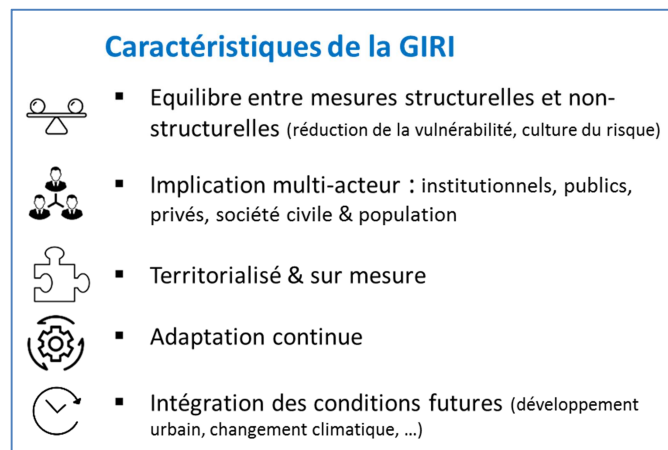 Caractéristiques de la GIRI
▪ Equilibre entre mesures structurelles et non-
structurelles (réduction de la vulnérabilité, culture du risque)
▪ Implication multi-acteur : institutionnels, publics,
privés, société civile & population
▪ Territorialisé & sur mesure
▪ Adaptation continue
▪ Intégration des conditions futures (développement
urbain, changement climatique, …)